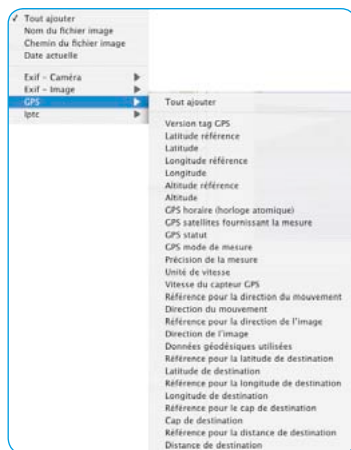 ✓ Tout ajouter
Nom du fichier image
Chemin du fichier image
Date actuelle
Exif - Caméra
Exif - Image
GPS
Iptc
Tout ajouter
Version tag GPS
Latitude référence
Latitude
Longitude référence
Longitude
Altitude référence
Altitude
GPS horaire (horloge atomique)
GPS satellites fournissant la mesure
GPS statut
GPS mode de mesure
Précision de la mesure
Unité de vitesse
Vitesse du capteur GPS
Référence pour la direction du mouvement
Direction du mouvement
Référence pour la direction de l'image
Direction de l'image
Données géodésiques utilisées
Référence pour la latitude de destination
Latitude de destination
Référence pour la longitude de destination
Longitude de destination
Référence pour le cap de destination
Cap de destination
Référence pour la distance de destination
Distance de destination